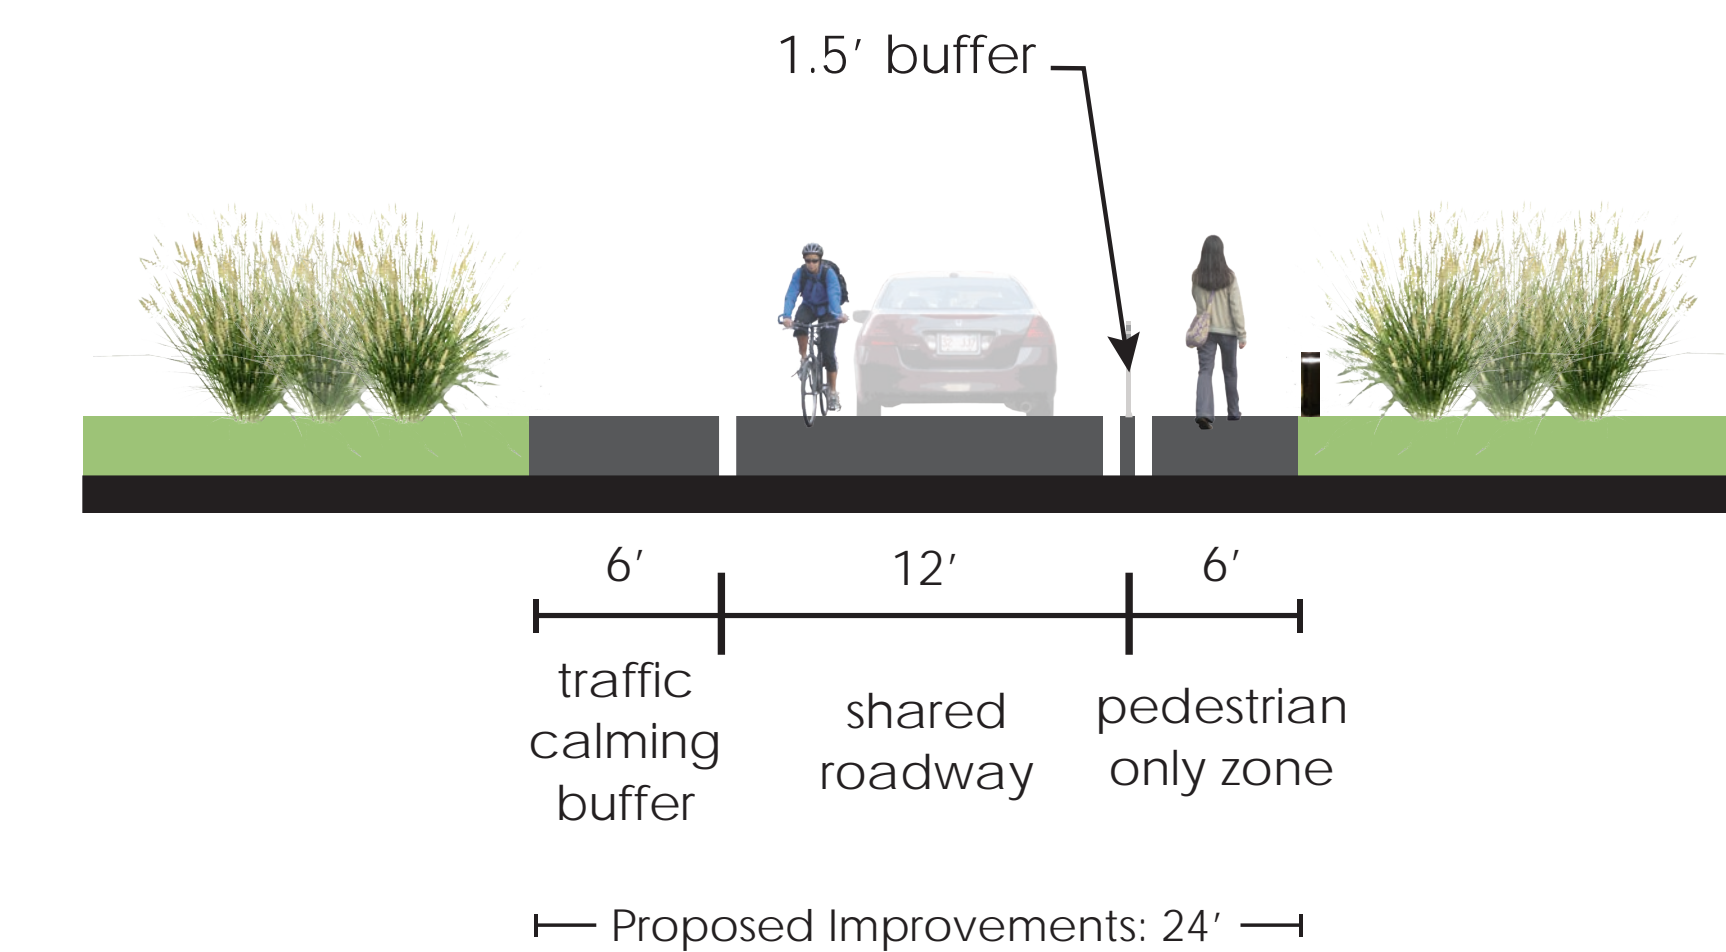 1.5' buffer
6'
12'
6'
traffic
calming
buffer
shared
roadway
pedestrian
only zone
Proposed Improvements: 24'